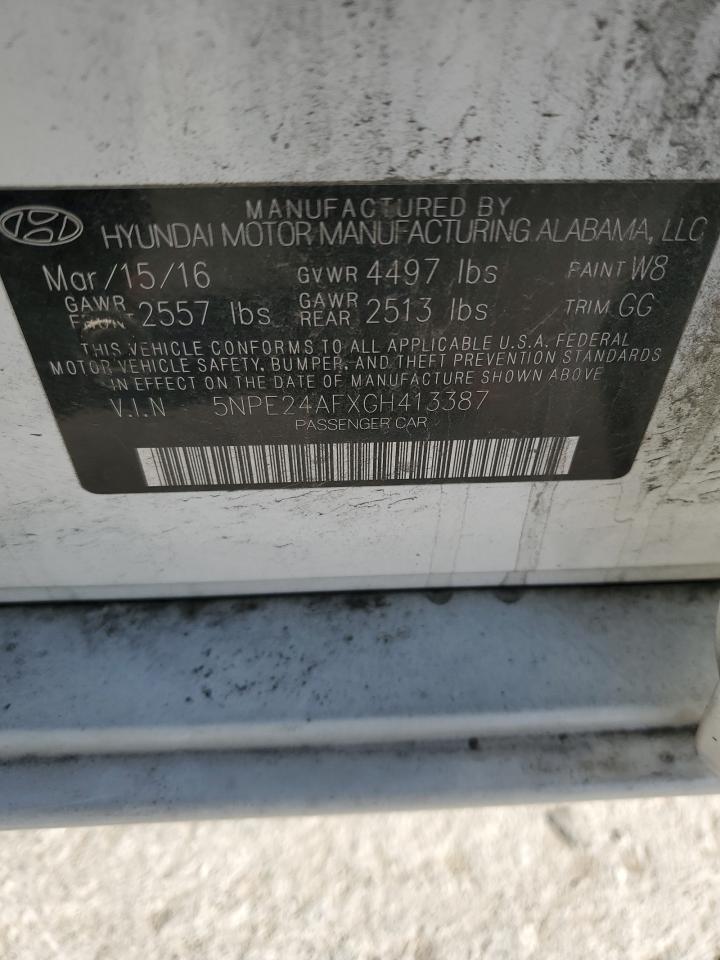 MANUFACTURED BY
HYUNDAI MOTOR MANUFACTURING ALABAMA, LLC
Mar/15/16 GVWR 4497 lbs PAINT W8
GAWR FRONT 2557 lbs GAWR REAR 2513 lbs TRIM GG
THIS VEHICLE CONFORMS TO ALL APPLICABLE U.S.A. FEDERAL
MOTOR VEHICLE SAFETY, BUMPER, AND THEFT PREVENTION STANDARDS
IN EFFECT ON THE DATE OF MANUFACTURE SHOWN ABOVE
V.I.N 5NPE24AFXGH413387
PASSENGER CAR